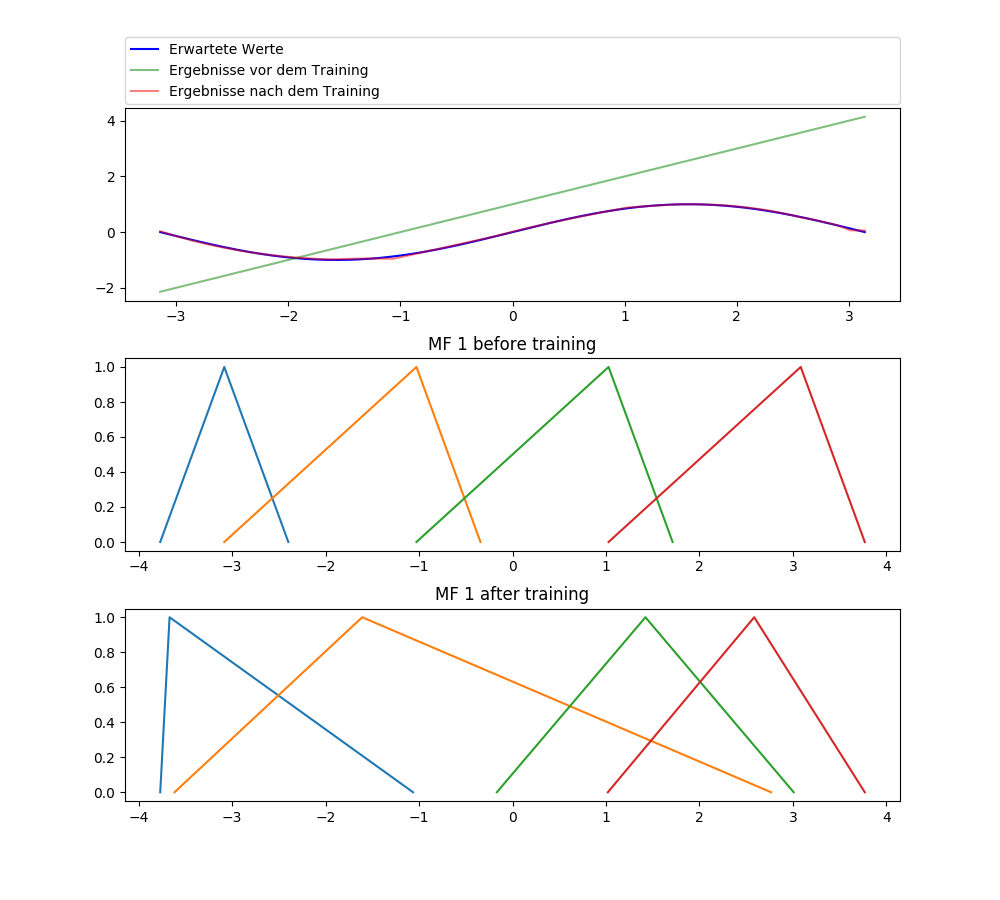 Erwartete Werte
Ergebnisse vor dem Training
Ergebnisse nach dem Training
4
2
0
−2
−3 −2 −1 0 1 2 3
MF 1 before training
1.0
0.8
0.6
0.4
0.2
0.0
−4 −3 −2 −1 0 1 2 3 4
MF 1 after training
1.0
0.8
0.6
0.4
0.2
0.0
−4 −3 −2 −1 0 1 2 3 4